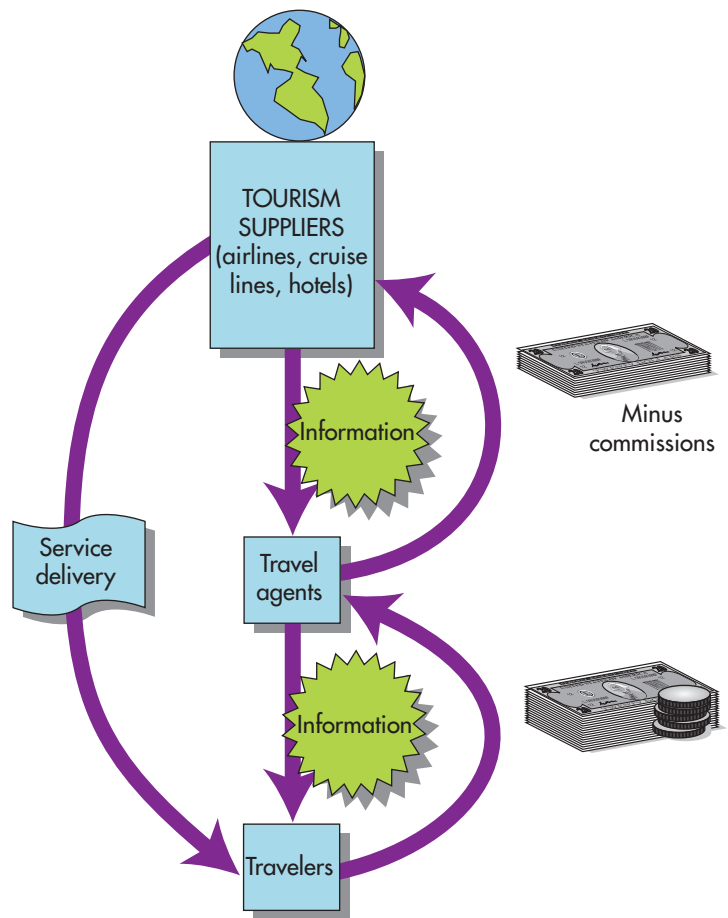 TOURISM
SUPPLIERS
(airlines, cruise
lines, hotels)
Information
Minus
commissions
Service
delivery
Travel
agents
Information
Travelers